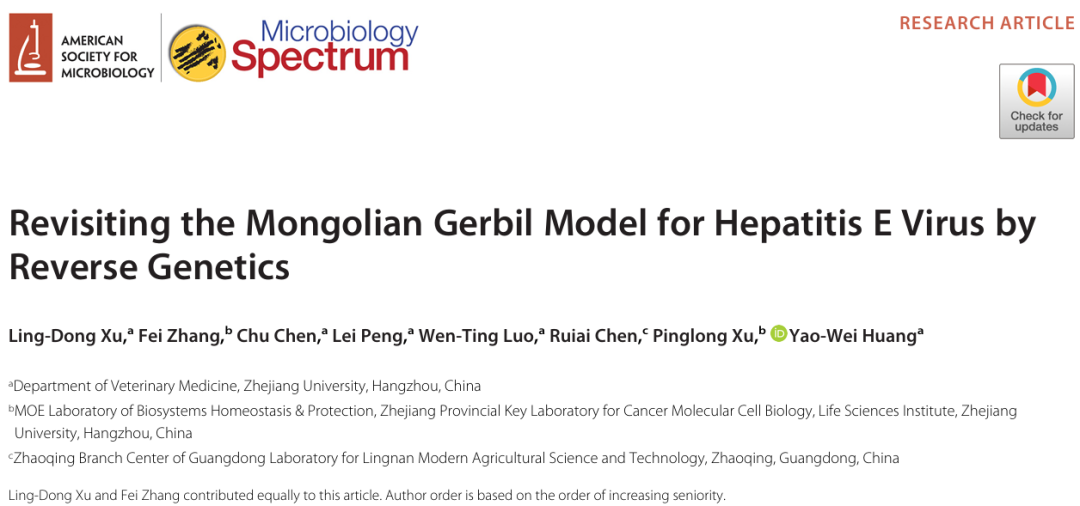 AMERICAN
SOCIETY FOR
MICROBIOLOGY
Microbiology
Spectrum
RESEARCH ARTICLE
Check for
updates
Revisiting the Mongolian Gerbil Model for Hepatitis E Virus by
Reverse Genetics
Ling-Dong Xu,ᵃ Fei Zhang,ᵇ Chu Chen,ᵃ Lei Peng,ᵃ Wen-Ting Luo,ᵃ Ruiai Chen,ᶜ Pinglong Xu,ᵇ iD Yao-Wei Huangᵃ
ᵃDepartment of Veterinary Medicine, Zhejiang University, Hangzhou, China
ᵇMOE Laboratory of Biosystems Homeostasis & Protection, Zhejiang Provincial Key Laboratory for Cancer Molecular Cell Biology, Life Sciences Institute, Zhejiang
University, Hangzhou, China
ᶜZhaoqing Branch Center of Guangdong Laboratory for Lingnan Modern Agricultural Science and Technology, Zhaoqing, Guangdong, China
Ling-Dong Xu and Fei Zhang contributed equally to this article. Author order is based on the order of increasing seniority.